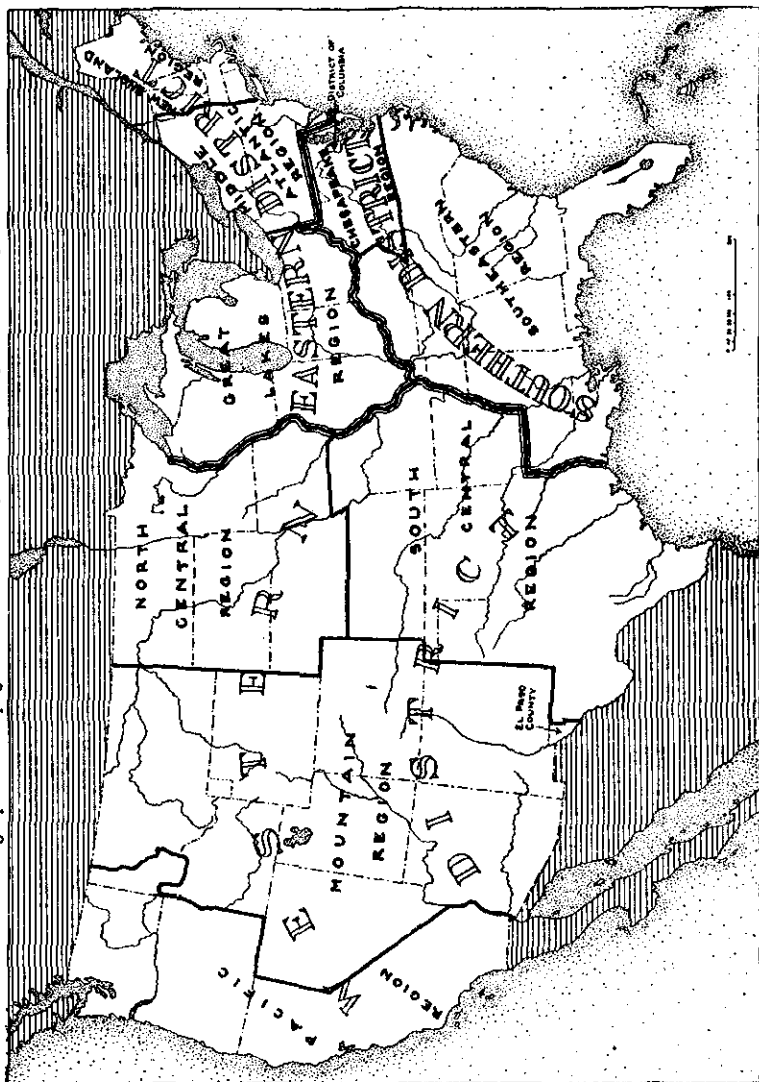 NEW ENGLAND
REGION
MIDDLE
ATLANTIC
REGION
EASTERN DISTRICT
DISTRICT OF
COLUMBIA
CHESAPEAKE
REGION
GREAT
LAKES
REGION
SOUTHERN DISTRICT
SOUTHEASTERN
REGION
NORTH
CENTRAL
REGION
SOUTH
CENTRAL
REGION
WESTERN
DISTRICT
MOUNTAIN
REGION
EL PASO
COUNTY
PACIFIC
REGION